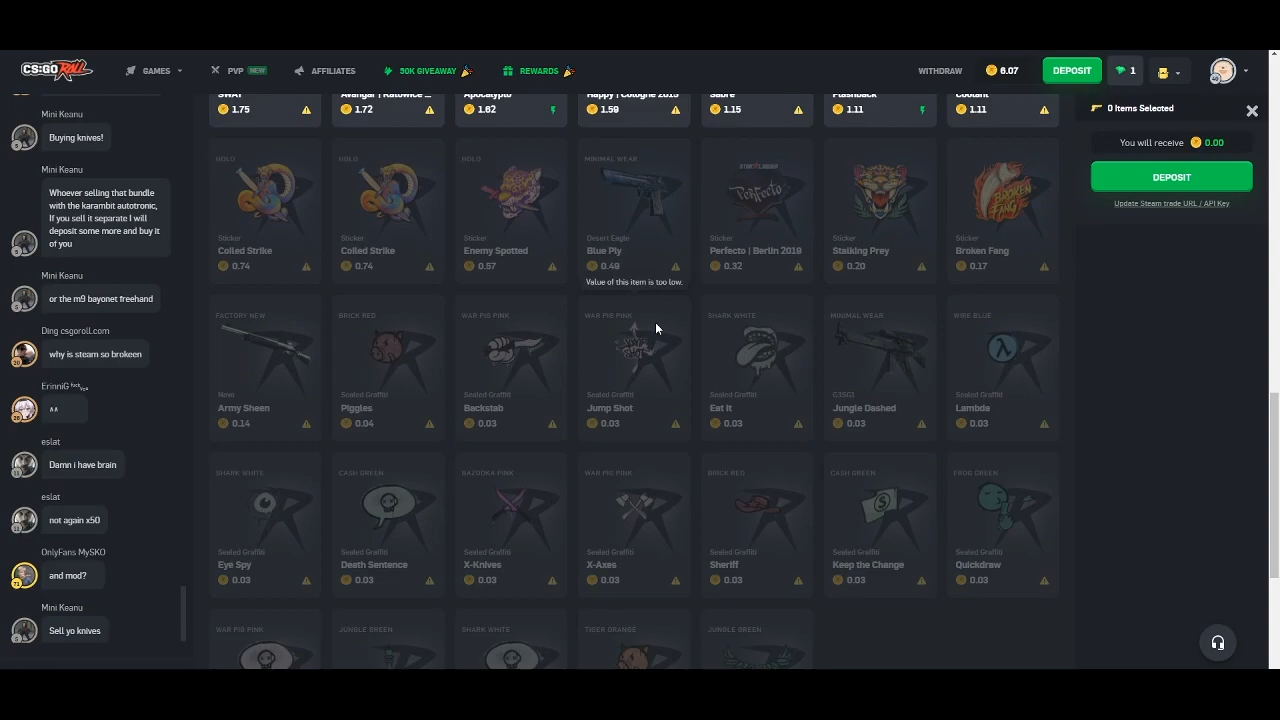 CS:GO ROLL
GAMES
PVP NEW
AFFILIATES
50K GIVEAWAY
REWARDS
WITHDRAW
6.07
DEPOSIT
1
Mini Keanu
Buying knives!
Mini Keanu
Whoever selling that bundle
with the karambit autotronic,
If you sell it separate I will
deposit some more and buy it
of you
Mini Keanu
or the m9 bayonet freehand
Ding csgoroll.com
why is steam so brokeen
ErinniG
^^
eslat
Damn i have brain
eslat
not again x50
OnlyFans MySKO
and mod?
Mini Keanu
Sell yo knives
SWAT
1.75
Avangar | Katowice ...
1.72
Apocalypto
1.62
Happy | Cologne 2015
1.59
Sabre
1.15
Flashback
1.11
Coolant
1.11
HOLO
Sticker
Coiled Strike
0.74
HOLO
Sticker
Coiled Strike
0.74
HOLO
Sticker
Enemy Spotted
0.57
MINIMAL WEAR
Desert Eagle
Blue Ply
0.49
Perfecto
Sticker
Perfecto | Berlin 2019
0.32
Sticker
Stalking Prey
0.20
BROKEN
FANG
Sticker
Broken Fang
0.17
Value of this item is too low.
FACTORY NEW
Nova
Army Sheen
0.14
BRICK RED
Sealed Graffiti
Piggles
0.04
WAR PIG PINK
Sealed Graffiti
Backstab
0.03
WAR PIG PINK
Sealed Graffiti
Jump Shot
0.03
SHARK WHITE
Sealed Graffiti
Eat It
0.03
MINIMAL WEAR
G3SG1
Jungle Dashed
0.03
WIRE BLUE
Sealed Graffiti
Lambda
0.03
SHARK WHITE
Sealed Graffiti
Eye Spy
0.03
CASH GREEN
Sealed Graffiti
Death Sentence
0.03
BAZOOKA PINK
Sealed Graffiti
X-Knives
0.03
WAR PIG PINK
Sealed Graffiti
X-Axes
0.03
BRICK RED
Sealed Graffiti
Sheriff
0.03
CASH GREEN
Sealed Graffiti
Keep the Change
0.03
FROG GREEN
Sealed Graffiti
Quickdraw
0.03
WAR PIG PINK
JUNGLE GREEN
SHARK WHITE
TIGER ORANGE
JUNGLE GREEN
0 Items Selected
You will receive 0.00
DEPOSIT
Update Steam trade URL / API Key